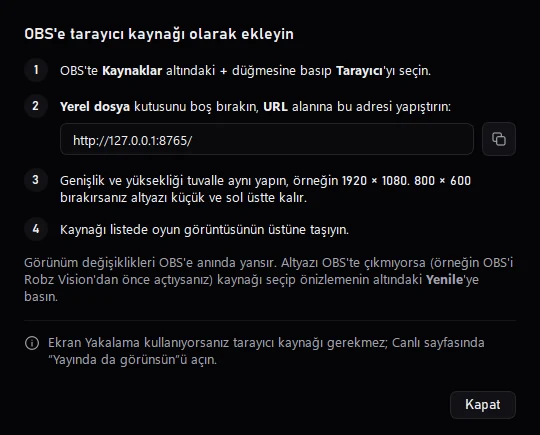 OBS'e tarayıcı kaynağı olarak ekleyin
1 OBS'te Kaynaklar altındaki + düğmesine basıp Tarayıcı'yı seçin.
2 Yerel dosya kutusunu boş bırakın, URL alanına bu adresi yapıştırın:
http://127.0.0.1:8765/
3 Genişlik ve yüksekliği tuvalle aynı yapın, örneğin 1920 × 1080. 800 × 600
bırakırsanız altyazı küçük ve sol üstte kalır.
4 Kaynağı listede oyun görüntüsünün üstüne taşıyın.
Görünüm değişiklikleri OBS'e anında yansır. Altyazı OBS'te çıkmıyorsa (örneğin OBS'i
Robz Vision'dan önce açtıysanız) kaynağı seçip önizlemenin altındaki Yenile'ye
basın.
Ekran Yakalama kullanıyorsanız tarayıcı kaynağı gerekmez; Canlı sayfasında
“Yayında da görünsün”ü açın.
Kapat